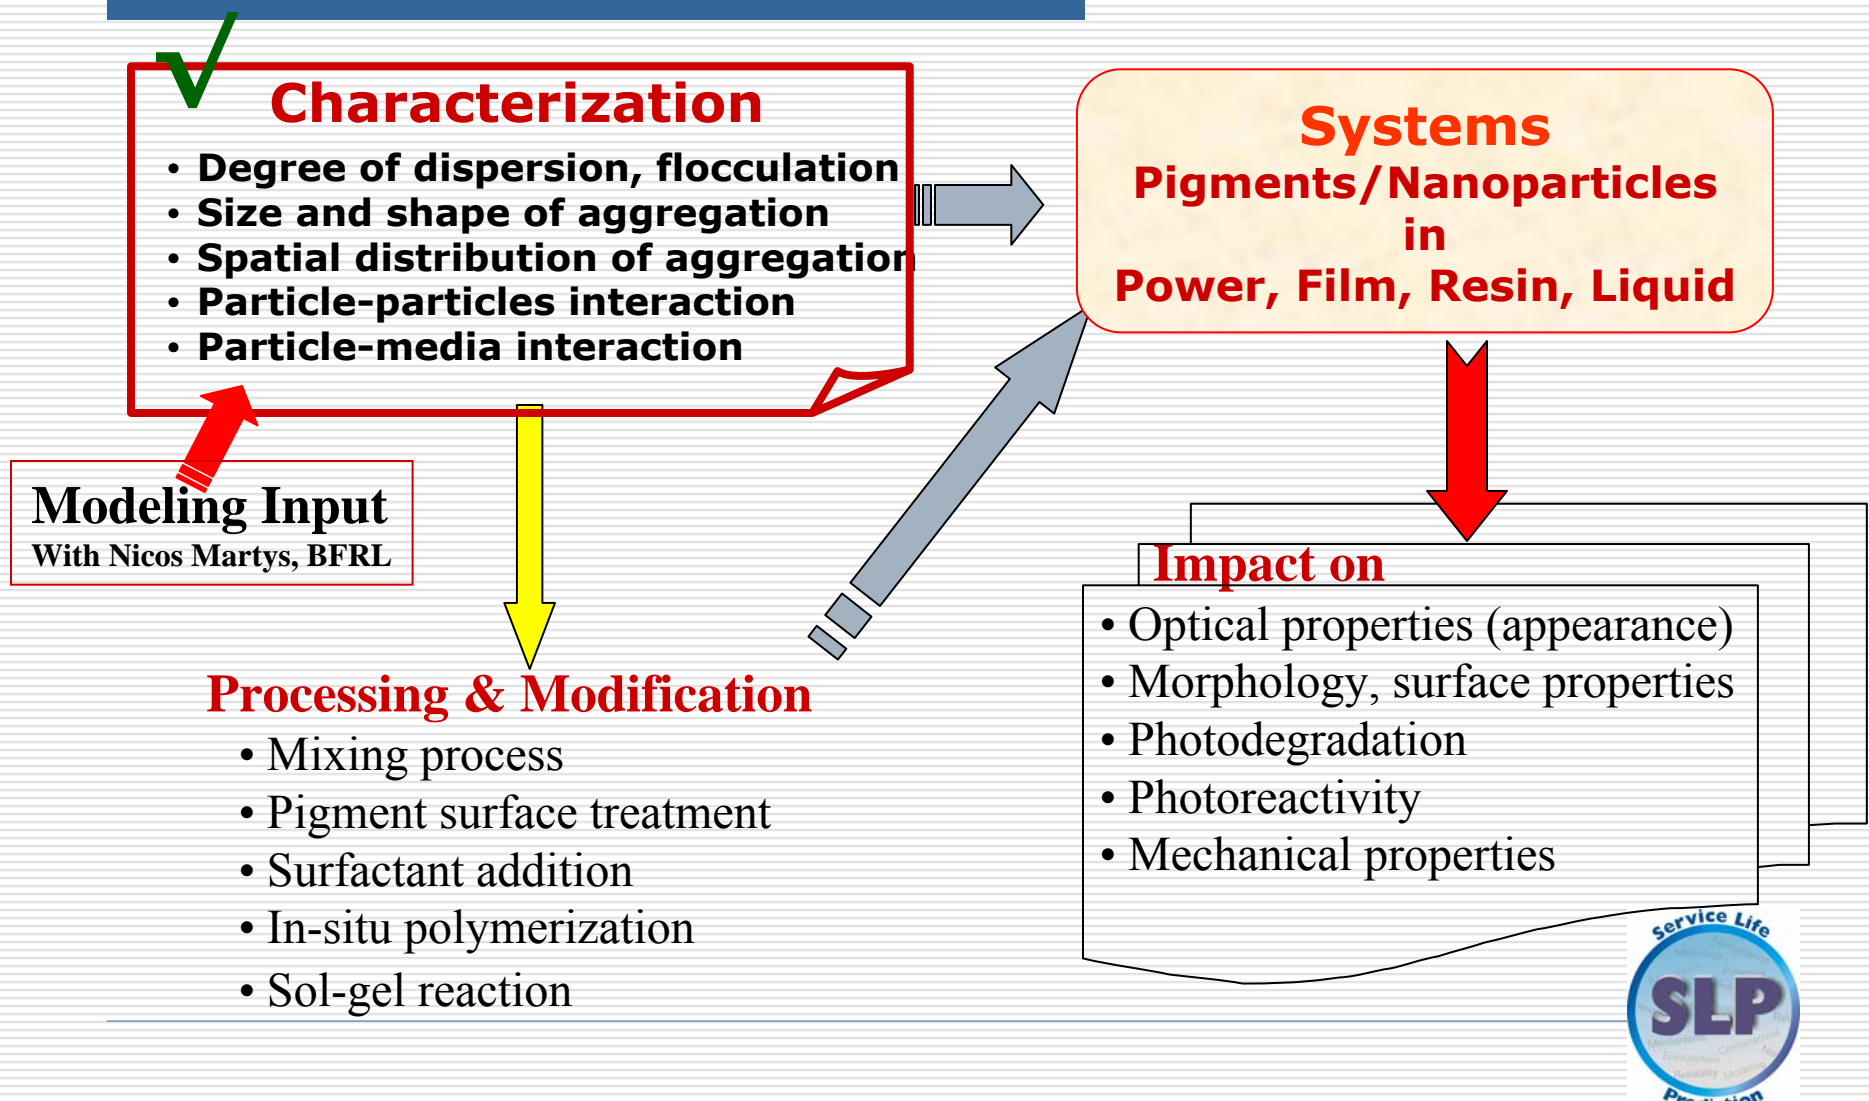 √
Characterization
• Degree of dispersion, flocculation
• Size and shape of aggregation
• Spatial distribution of aggregation
• Particle-particles interaction
• Particle-media interaction
Systems
Pigments/Nanoparticles
in
Power, Film, Resin, Liquid
Modeling Input
With Nicos Martys, BFRL
Processing & Modification
• Mixing process
• Pigment surface treatment
• Surfactant addition
• In-situ polymerization
• Sol-gel reaction
Impact on
• Optical properties (appearance)
• Morphology, surface properties
• Photodegradation
• Photoreactivity
• Mechanical properties
Service Life
SLP
Prediction